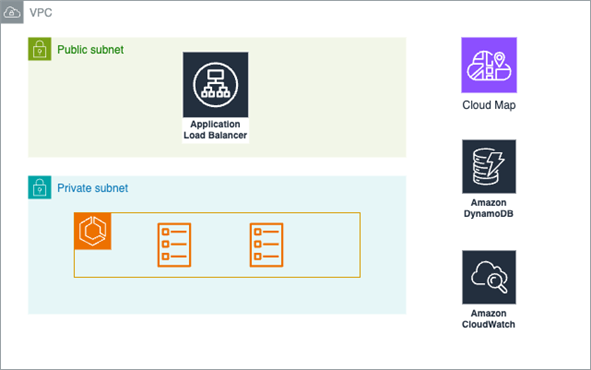 VPC
Public subnet
Application
Load Balancer
Cloud Map
Private subnet
Amazon
DynamoDB
Amazon
CloudWatch